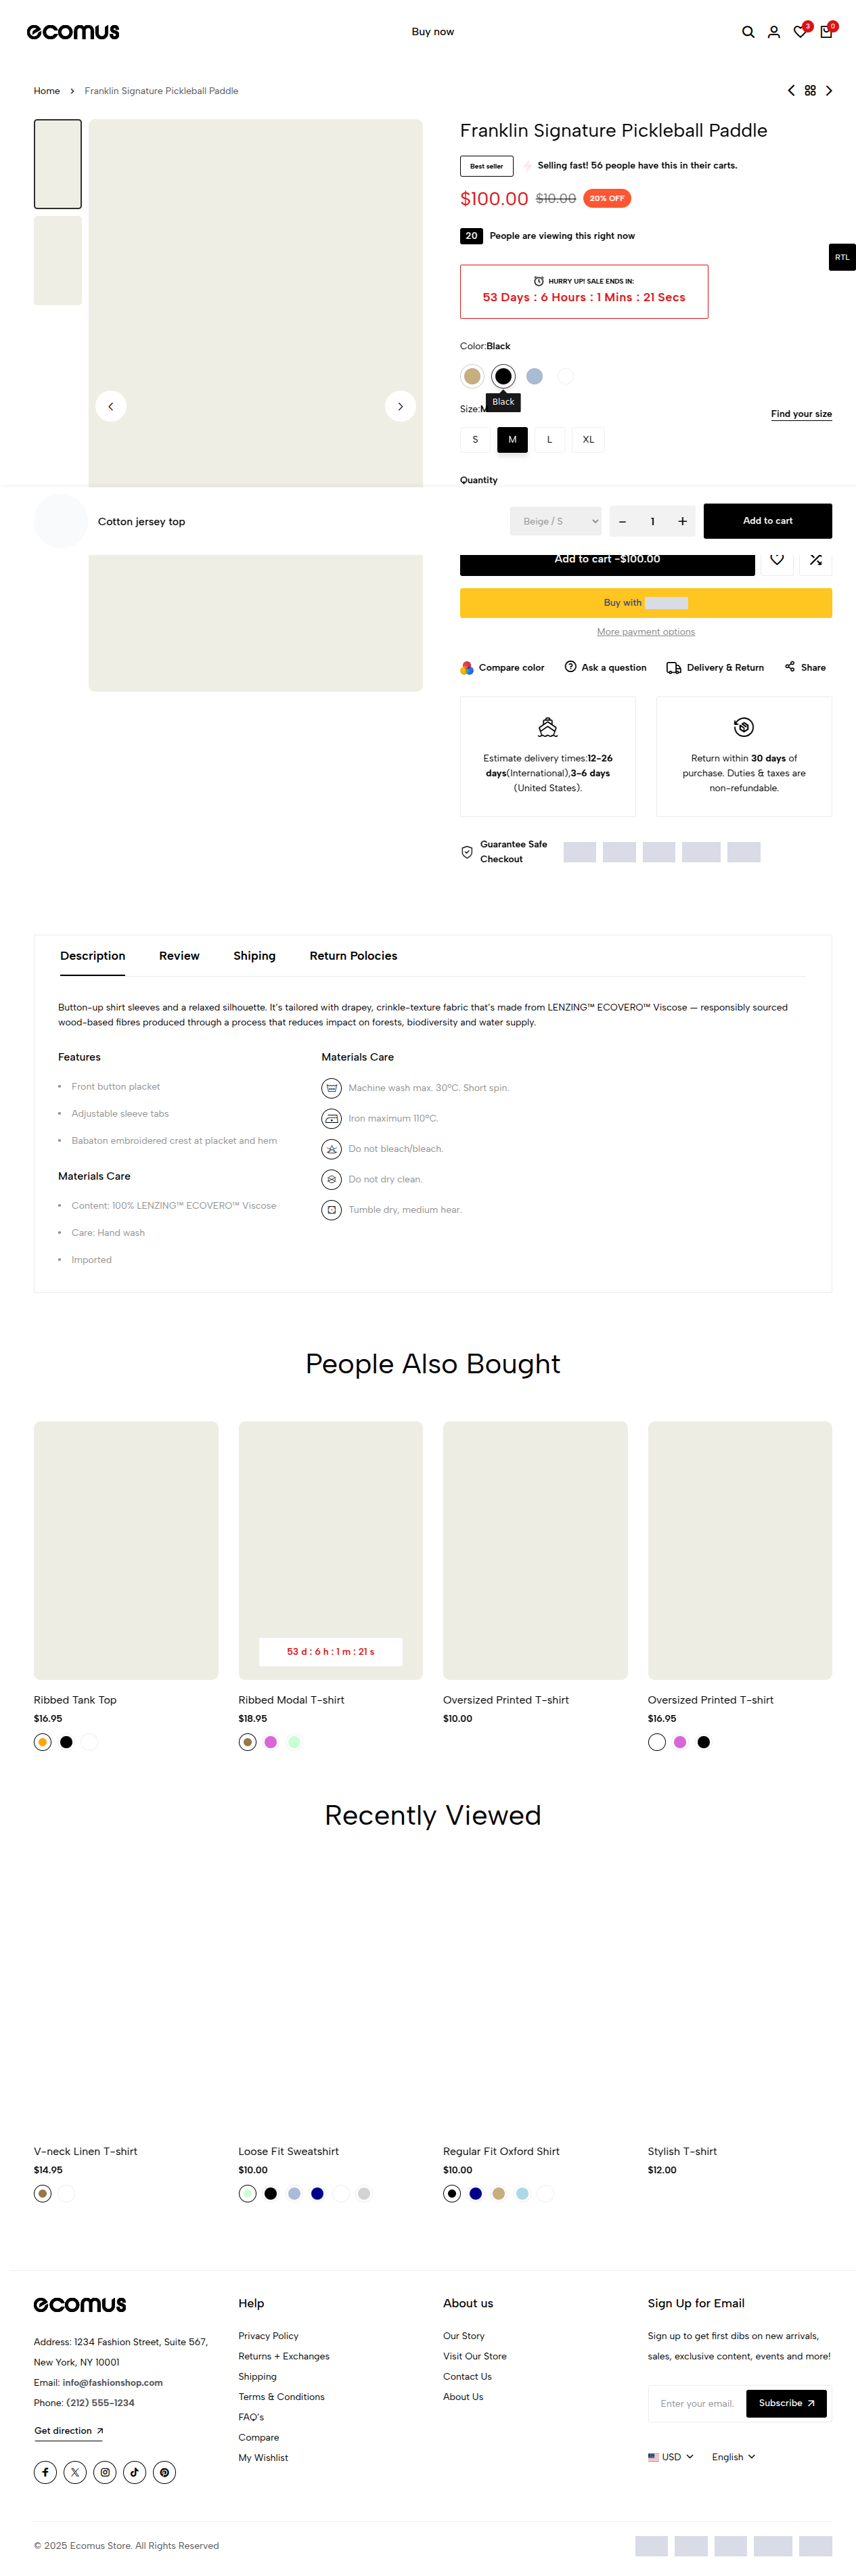 ecomus
Buy now
3
0
Home
Franklin Signature Pickleball Paddle
Franklin Signature Pickleball Paddle
Best seller
Selling fast! 56 people have this in their carts.
$100.00 $10.00 20% OFF
20 People are viewing this right now
RTL
HURRY UP! SALE ENDS IN:
53 Days : 6 Hours : 1 Mins : 21 Secs
Color:Black
Black
Size:M
Find your size
S M L XL
Quantity
Cotton jersey top
Beige / S
− 1 +
Add to cart
Add to cart -$100.00
Buy with
More payment options
Compare color
Ask a question
Delivery & Return
Share
Estimate delivery times:12-26
days(International),3-6 days
(United States).
Return within 30 days of
purchase. Duties & taxes are
non-refundable.
Guarantee Safe
Checkout
Description Review Shiping Return Polocies
Button-up shirt sleeves and a relaxed silhouette. It's tailored with drapey, crinkle-texture fabric that's made from LENZING™ ECOVERO™ Viscose — responsibly sourced
wood-based fibres produced through a process that reduces impact on forests, biodiversity and water supply.
Features
Front button placket
Adjustable sleeve tabs
Babaton embroidered crest at placket and hem
Materials Care
Content: 100% LENZING™ ECOVERO™ Viscose
Care: Hand wash
Imported
Materials Care
Machine wash max. 30ºC. Short spin.
Iron maximum 110ºC.
Do not bleach/bleach.
Do not dry clean.
Tumble dry, medium hear.
People Also Bought
53 d : 6 h : 1 m : 21 s
Ribbed Tank Top
$16.95
Ribbed Modal T-shirt
$18.95
Oversized Printed T-shirt
$10.00
Oversized Printed T-shirt
$16.95
Recently Viewed
V-neck Linen T-shirt
$14.95
Loose Fit Sweatshirt
$10.00
Regular Fit Oxford Shirt
$10.00
Stylish T-shirt
$12.00
ecomus
Address: 1234 Fashion Street, Suite 567,
New York, NY 10001
Email: info@fashionshop.com
Phone: (212) 555-1234
Get direction
Help
Privacy Policy
Returns + Exchanges
Shipping
Terms & Conditions
FAQ's
Compare
My Wishlist
About us
Our Story
Visit Our Store
Contact Us
About Us
Sign Up for Email
Sign up to get first dibs on new arrivals,
sales, exclusive content, events and more!
Enter your email.
Subscribe
USD
English
© 2025 Ecomus Store. All Rights Reserved